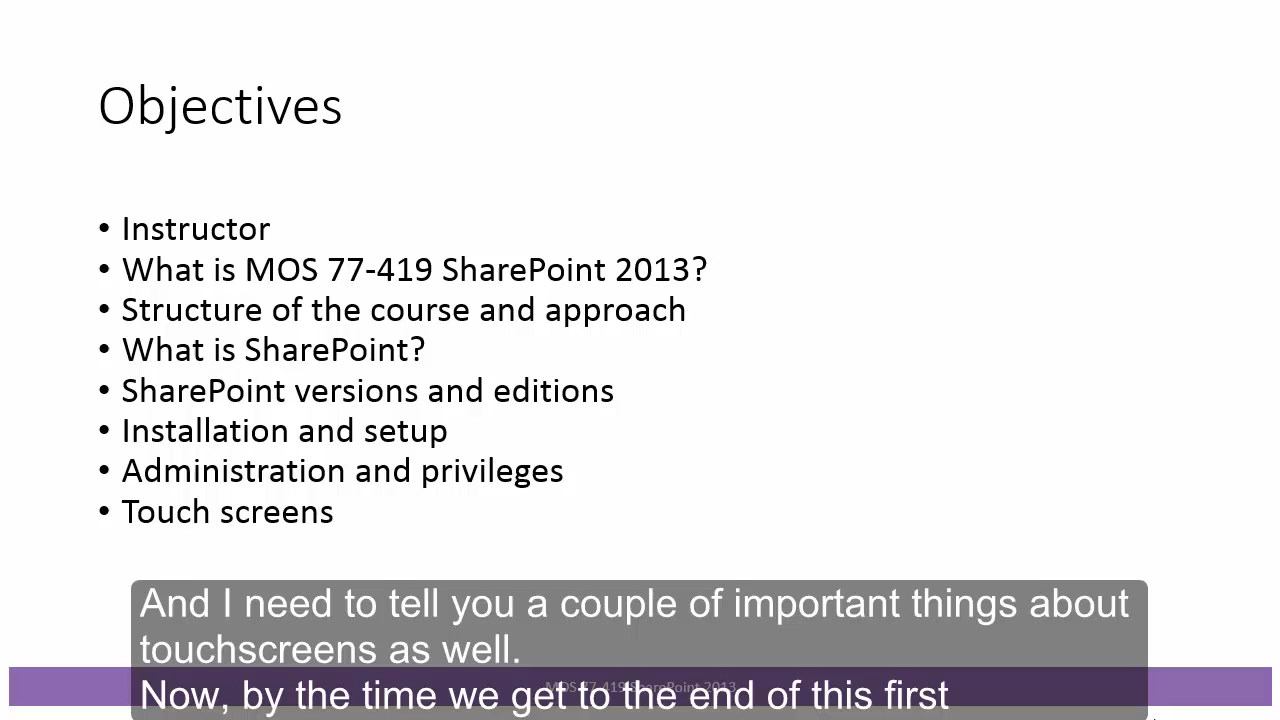 Objectives
• Instructor
• What is MOS 77-419 SharePoint 2013?
• Structure of the course and approach
• What is SharePoint?
• SharePoint versions and editions
• Installation and setup
• Administration and privileges
• Touch screens
And I need to tell you a couple of important things about
touchscreens as well.
Now, by the time we get to the end of this first
MOS 77-419 SharePoint 2013